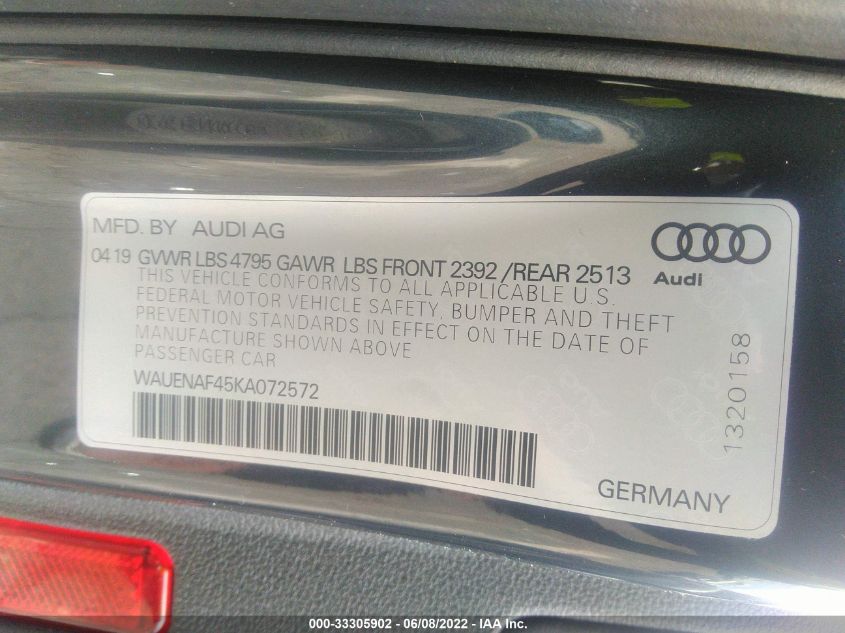 MFD. BY AUDI AG
04 19 GVWR LBS 4795 GAWR LBS FRONT 2392 /REAR 2513
THIS VEHICLE CONFORMS TO ALL APPLICABLE U.S.
FEDERAL MOTOR VEHICLE SAFETY, BUMPER AND THEFT
PREVENTION STANDARDS IN EFFECT ON THE DATE OF
MANUFACTURE SHOWN ABOVE
PASSENGER CAR
WAUENAF45KA072572
Audi
1320158
GERMANY
000-33305902 - 06/08/2022 - IAAI.com